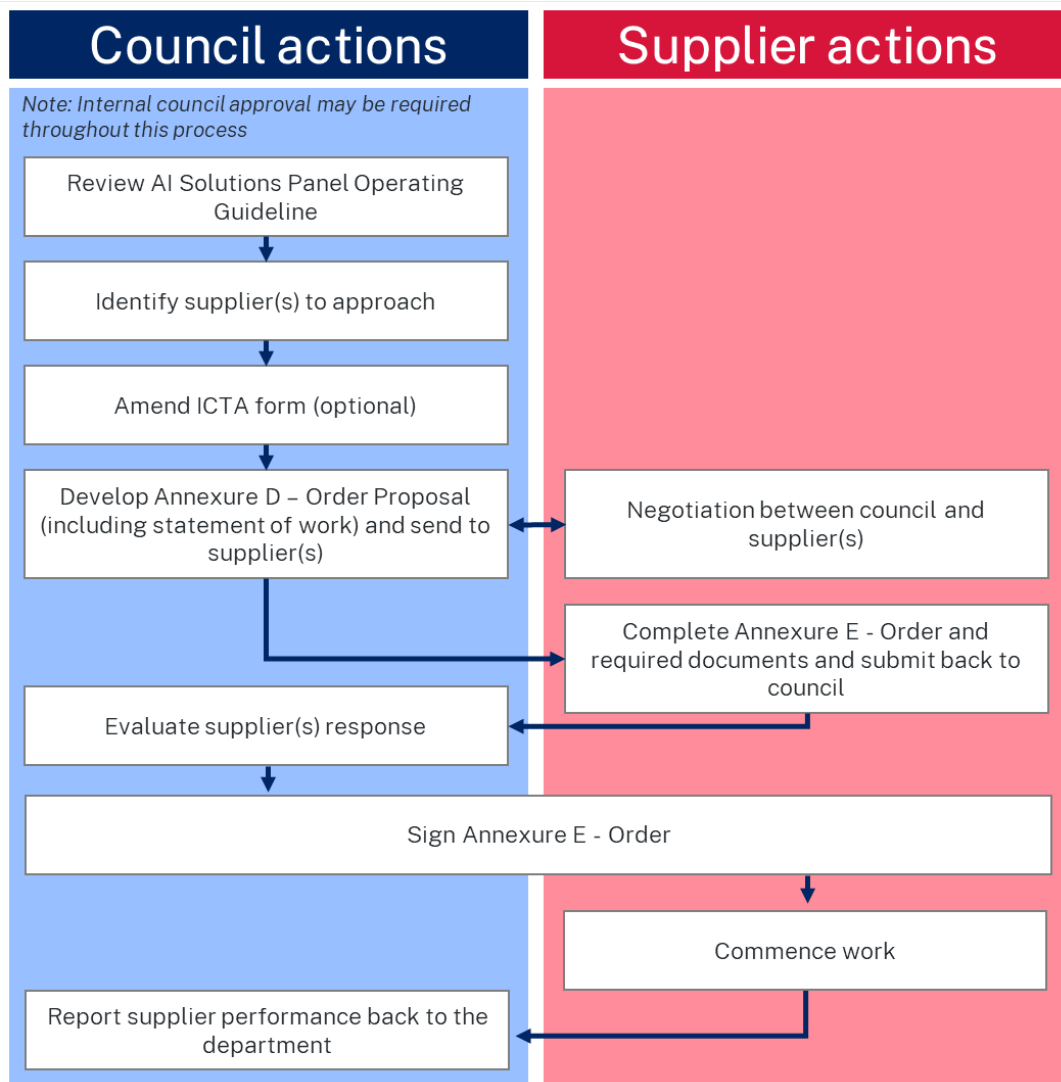 Council actions
Supplier actions
Note: Internal council approval may be required
throughout this process
Review AI Solutions Panel Operating
Guideline
Identify supplier(s) to approach
Amend ICTA form (optional)
Develop Annexure D – Order Proposal
(including statement of work) and send to
supplier(s)
Negotiation between council and
supplier(s)
Complete Annexure E - Order and
required documents and submit back to
council
Evaluate supplier(s) response
Sign Annexure E - Order
Commence work
Report supplier performance back to the
department